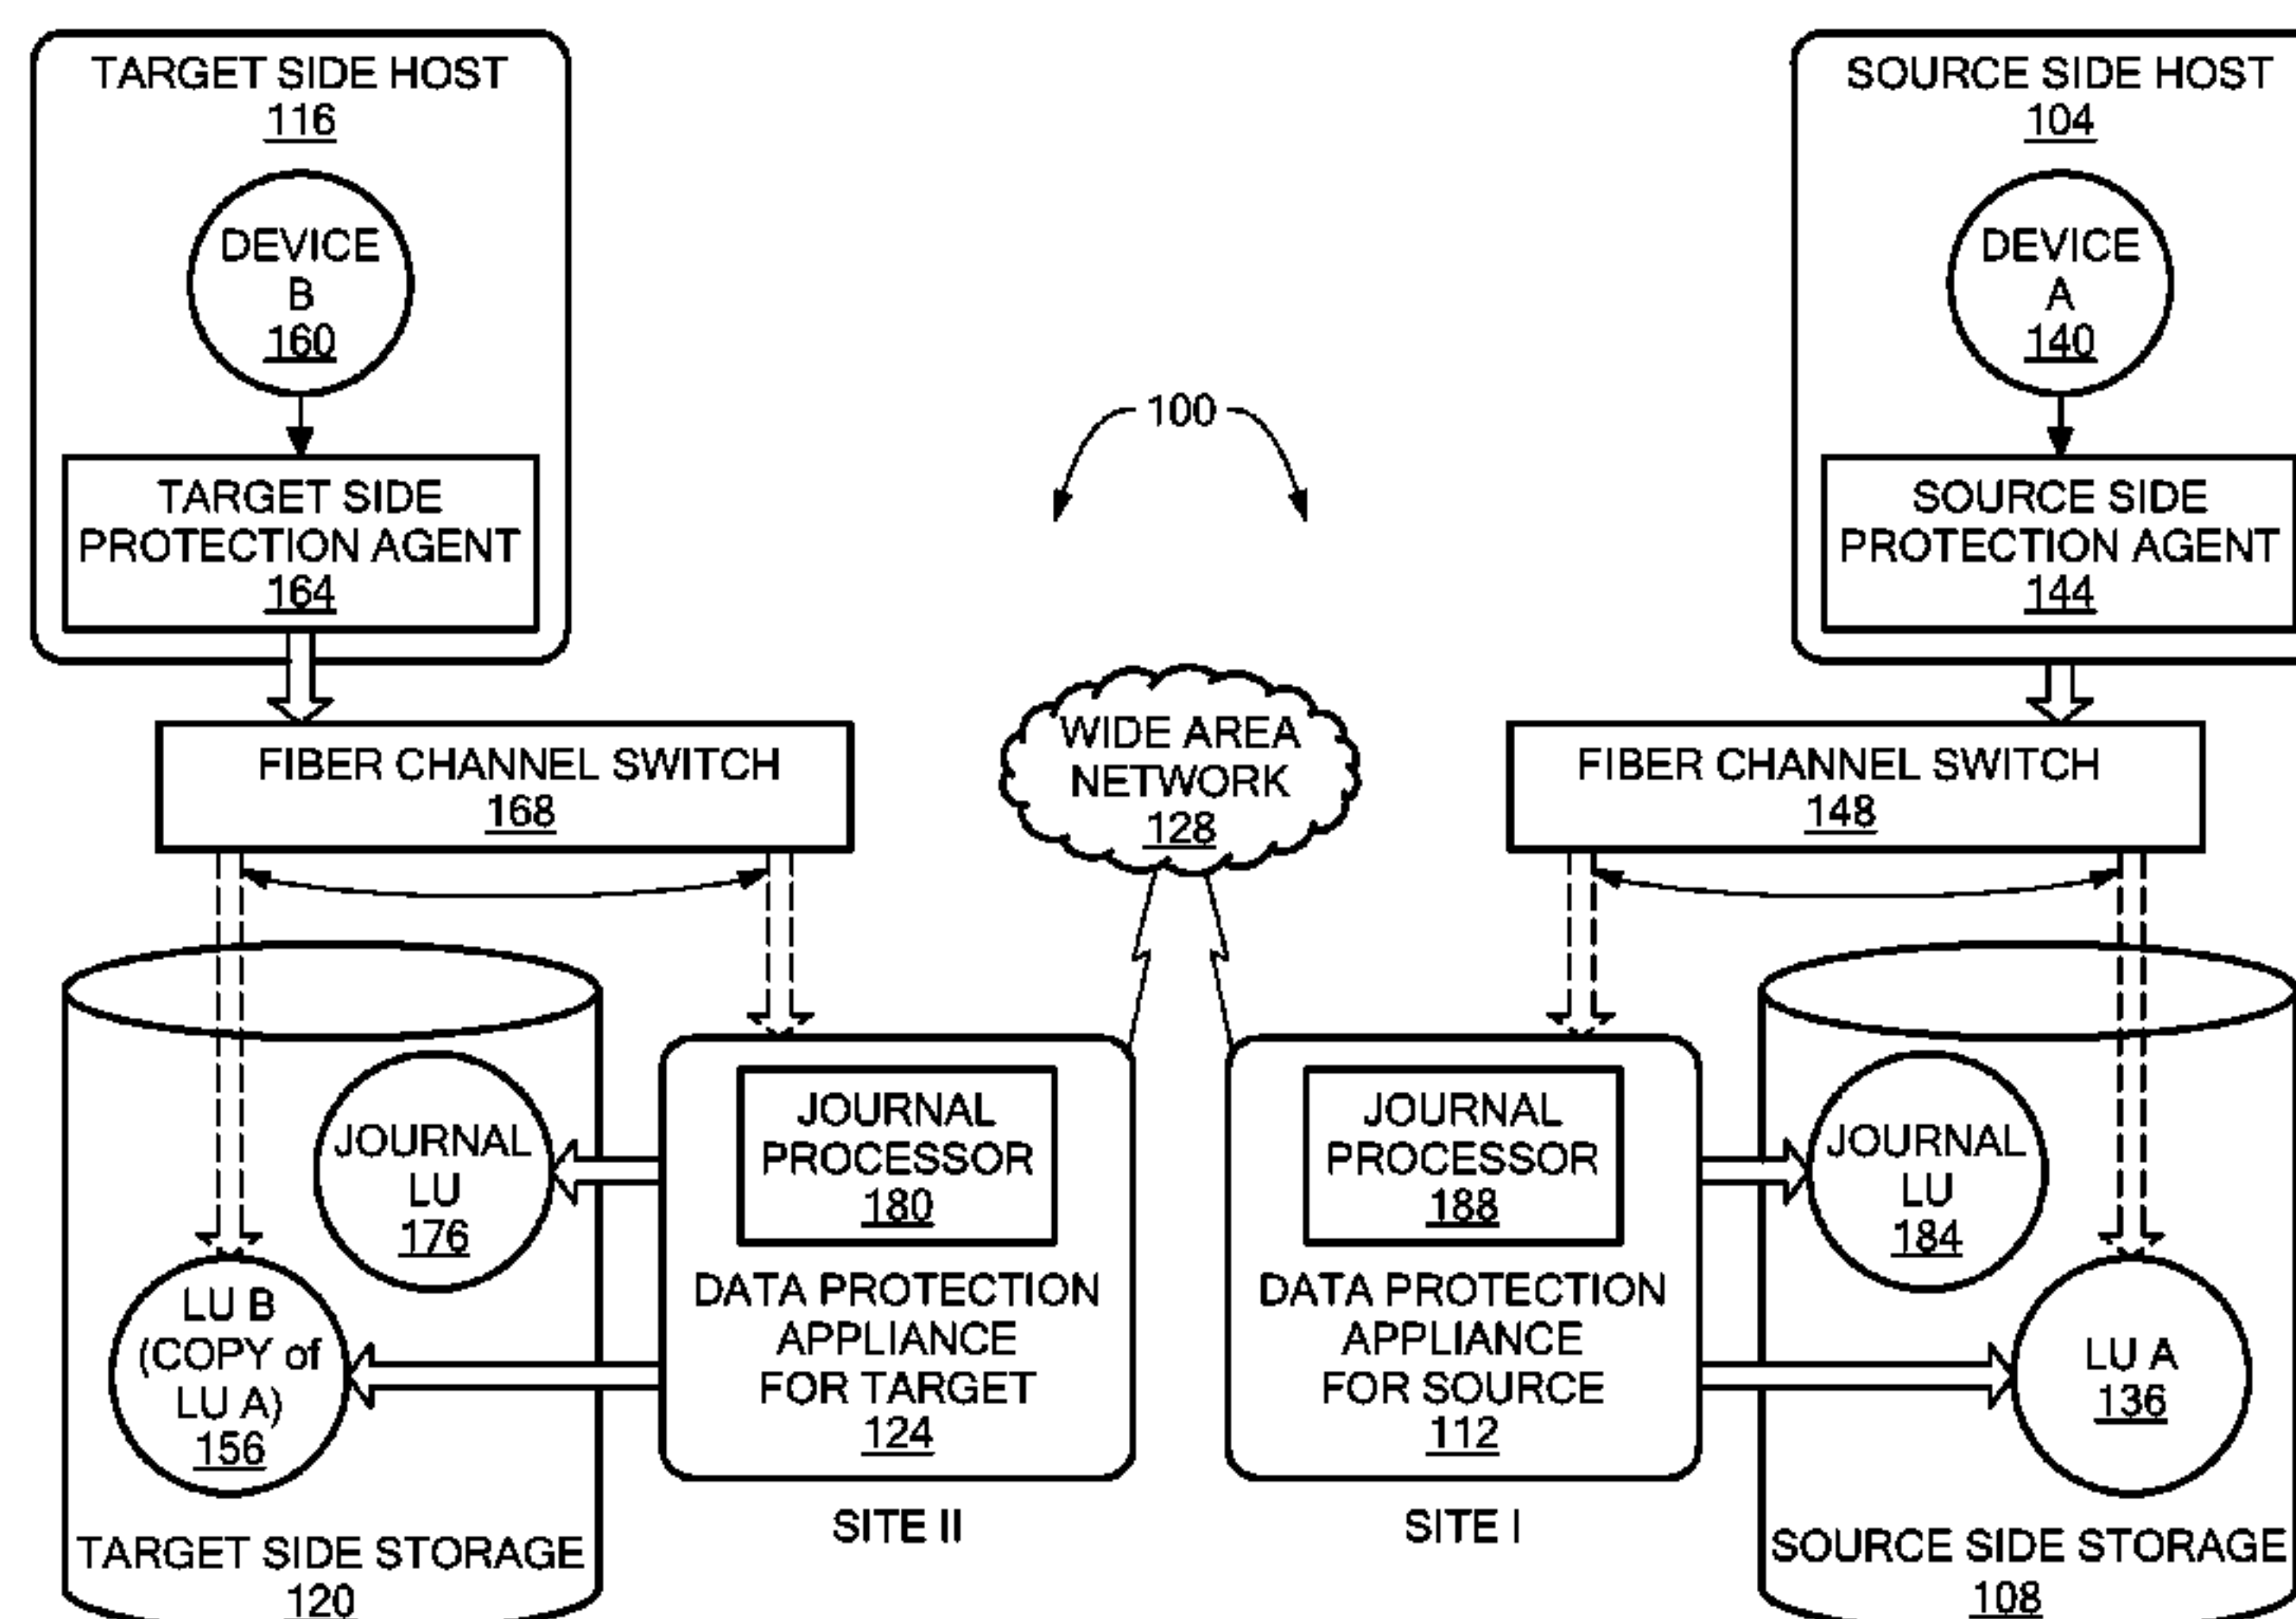 TARGET SIDE HOST
116
DEVICE
B
160
TARGET SIDE
PROTECTION AGENT
164
SOURCE SIDE HOST
104
DEVICE
A
140
SOURCE SIDE
PROTECTION AGENT
144
100
FIBER CHANNEL SWITCH
168
WIDE AREA
NETWORK
128
FIBER CHANNEL SWITCH
148
JOURNAL
LU
176
LU B
(COPY of
LU A)
156
TARGET SIDE STORAGE
120
JOURNAL
PROCESSOR
180
DATA PROTECTION
APPLIANCE
FOR TARGET
124
SITE II
JOURNAL
PROCESSOR
188
DATA PROTECTION
APPLIANCE
FOR SOURCE
112
SITE I
JOURNAL
LU
184
LU A
136
SOURCE SIDE STORAGE
108